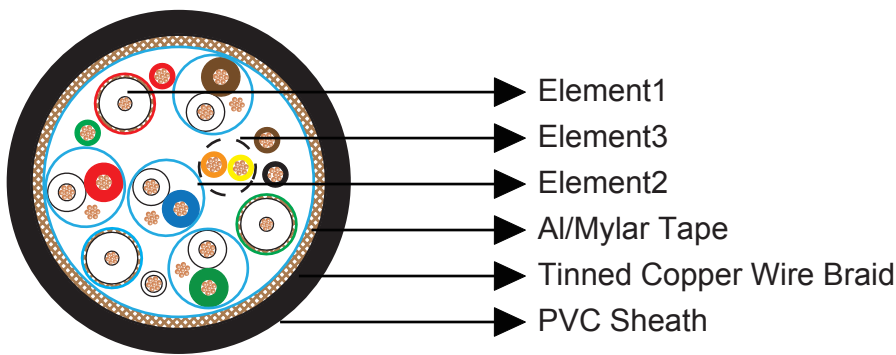 Element1
Element3
Element2
Al/Mylar Tape
Tinned Copper Wire Braid
PVC Sheath